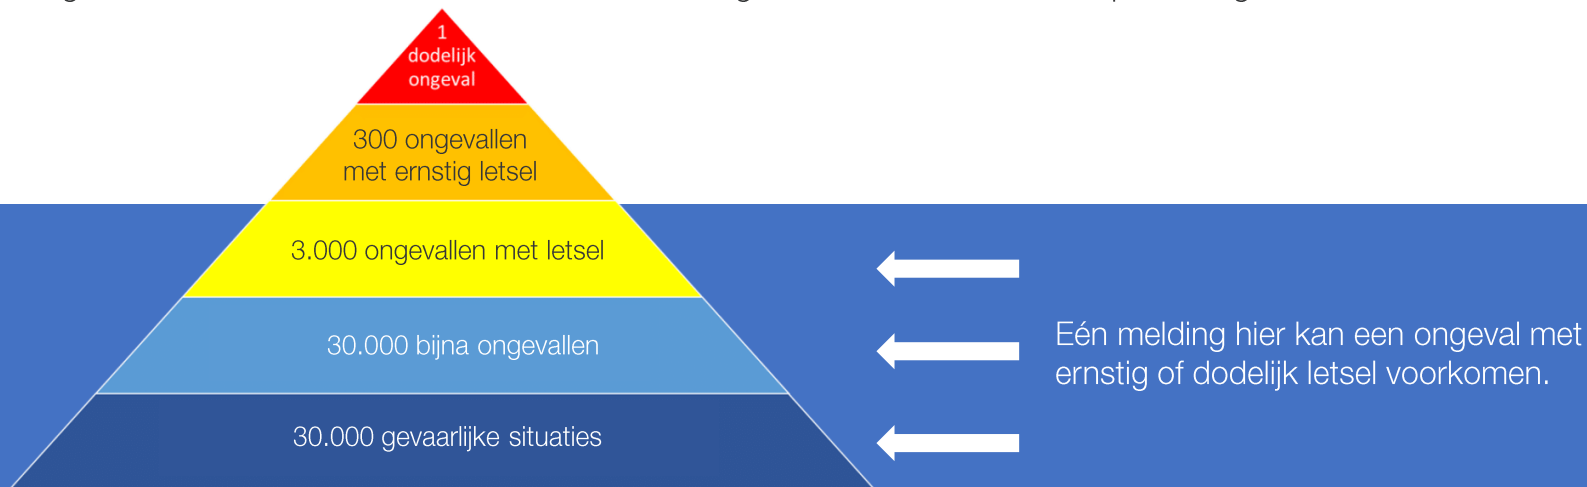 1
dodelijk
ongeval
300 ongevallen
met ernstig letsel
3.000 ongevallen met letsel
30.000 bijna ongevallen
30.000 gevaarlijke situaties
Eén melding hier kan een ongeval met
ernstig of dodelijk letsel voorkomen.